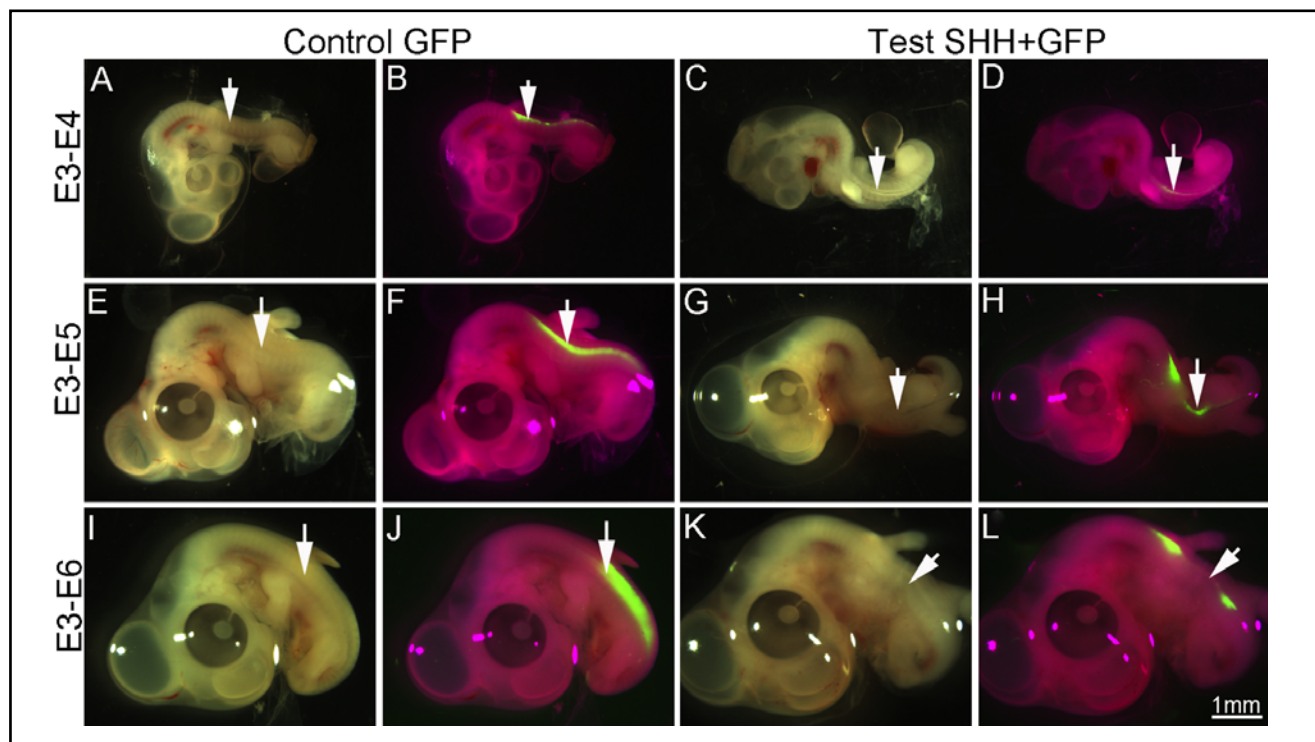 Control GFP Test SHH+GFP
E3-E4
A B C D
E3-E5
E F G H
E3-E6
I J K L
1mm